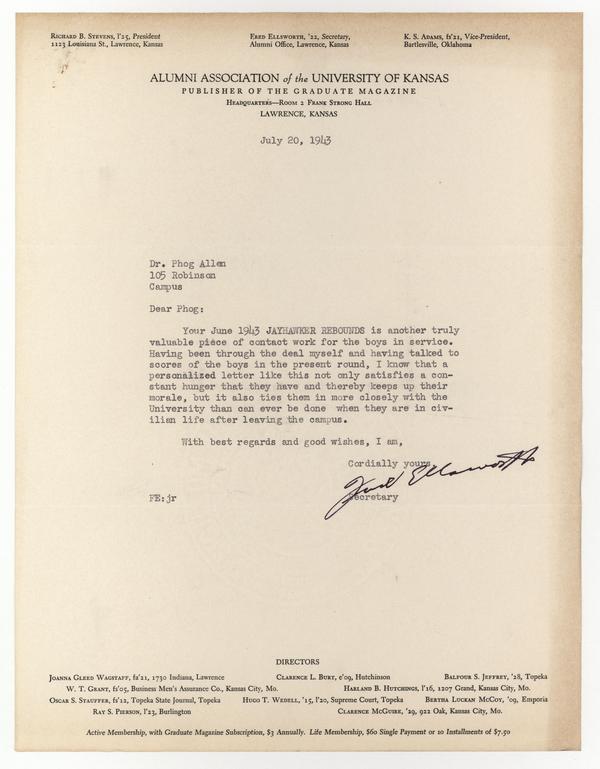 RICHARD B. STEVENS, l'25, President
1123 Louisiana St., Lawrence, Kansas
FRED ELLSWORTH, '22, Secretary,
Alumni Office, Lawrence, Kansas
K. S. ADAMS, fs'21, Vice-President,
Bartlesville, Oklahoma
ALUMNI ASSOCIATION of the UNIVERSITY OF KANSAS
PUBLISHER OF THE GRADUATE MAGAZINE
HEADQUARTERS—ROOM 2 FRANK STRONG HALL
LAWRENCE, KANSAS
July 20, 1943
Dr. Phog Allen
105 Robinson
Campus
Dear Phog:
Your June 1943 JAYHAWKER REBOUNDS is another truly
valuable piece of contact work for the boys in service.
Having been through the deal myself and having talked to
scores of the boys in the present round, I know that a
personalized letter like this not only satisfies a con-
stant hunger that they have and thereby keeps up their
morale, but it also ties them in more closely with the
University than can ever be done when they are in civ-
ilian life after leaving the campus.
With best regards and good wishes, I am,
Cordially yours,
Fred Ellsworth
FE:jr Secretary
DIRECTORS
JOANNA GLEED WAGSTAFF, fs'21, 1730 Indiana, Lawrence CLARENCE L. BURT, e'09, Hutchinson BALFOUR S. JEFFREY, '28, Topeka
W. T. GRANT, fs'05, Business Men's Assurance Co., Kansas City, Mo. HARLAND B. HUTCHINGS, l'16, 1207 Grand, Kansas City, Mo.
OSCAR S. STAUFFER, fs'12, Topeka State Journal, Topeka HUGO T. WEDELL, '15, l'20, Supreme Court, Topeka BERTHA LUCKAN MCCOY, '09, Emporia
RAY S. PIERSON, l'23, Burlington CLARENCE MCGUIRE, '29, 922 Oak, Kansas City, Mo.
Active Membership, with Graduate Magazine Subscription, $3 Annually. Life Membership, $60 Single Payment or 10 Installments of $7.50